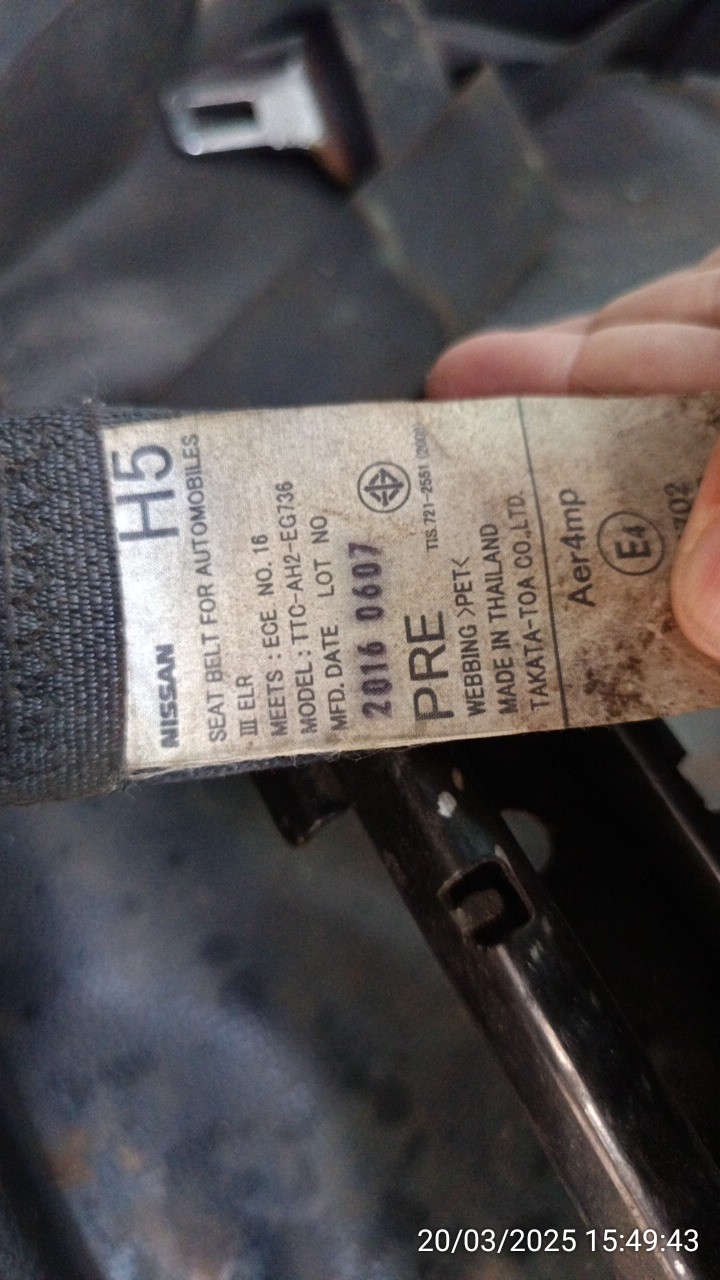 NISSAN H5
SEAT BELT FOR AUTOMOBILES
III ELR
MEETS : ECE NO. 16
MODEL : TTC-AH2-EG736
MFD. DATE LOT NO.
2016 0607
PRE
TIS 721-2551 (2008)
WEBBING >PET<
MADE IN THAILAND
TAKATA-TOA CO.,LTD.
Aer4mp
E4
702
20/03/2025 15:49:43